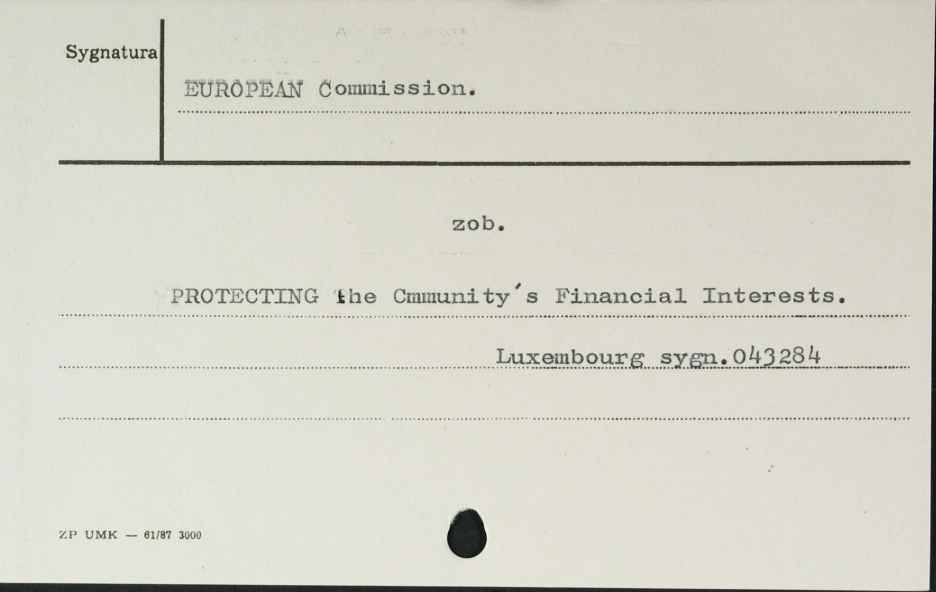 Sygnatura
EUROPEAN Commission.
zob.
PROTECTING the Cmmunity's Financial Interests.
Luxembourg sygn.043284
ZP UMK — 61/87 3000